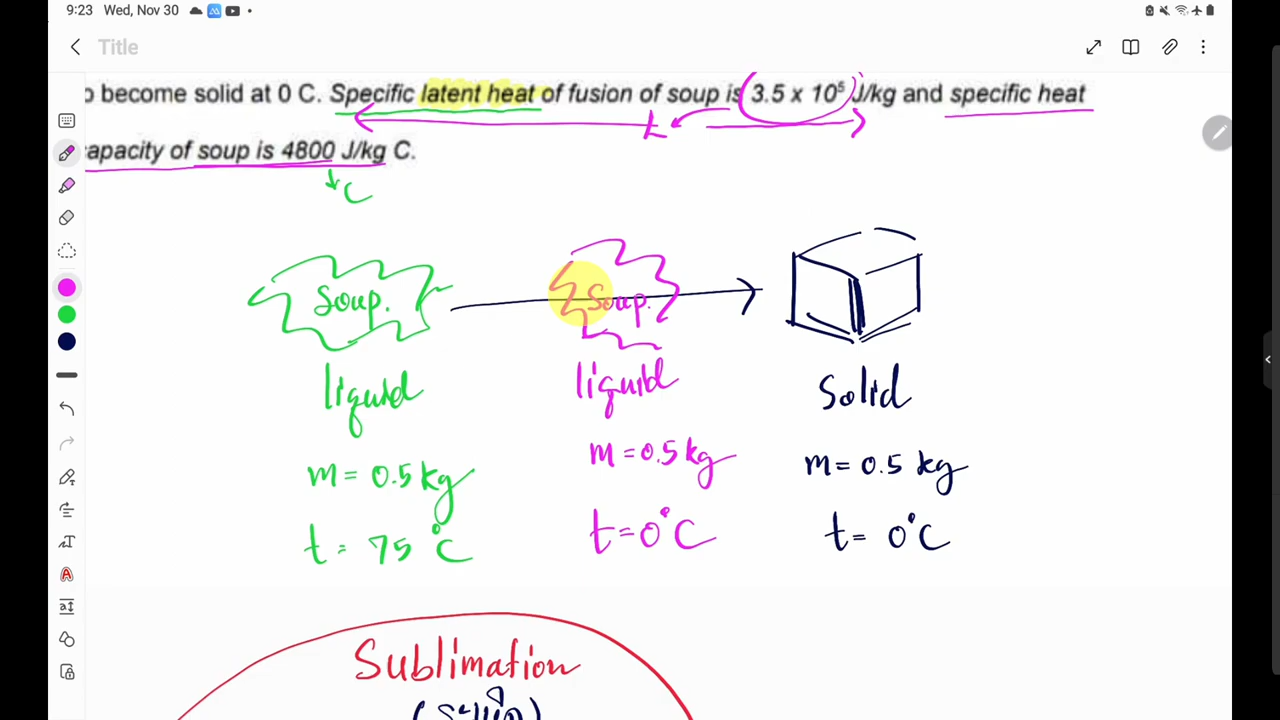 9:23 Wed, Nov 30
Title
o become solid at 0 C. Specific latent heat of fusion of soup is 3.5 x 10⁵ J/kg and specific heat
L
apacity of soup is 4800 J/kg C.
C
Soup. Soup.
liquid liquid Solid
m = 0.5 kg m = 0.5 kg m = 0.5 kg
t = 75 °C t = 0°C t = 0°C
Sublimation